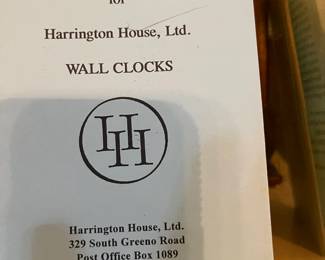 for
Harrington House, Ltd.
WALL CLOCKS
HH
Harrington House, Ltd.
329 South Greeno Road
Post Office Box 1089